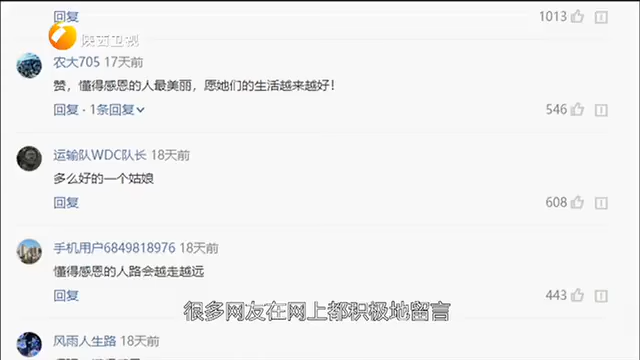 回复
1013
陕西卫视
农大705 17天前
赞，懂得感恩的人最美丽，愿她们的生活越来越好！
回复 · 1条回复
546
运输队WDC队长 18天前
多么好的一个姑娘
回复
608
手机用户6849818976 18天前
懂得感恩的人路会越走越远
回复
443
很多网友在网上都积极地留言
风雨人生路 18天前